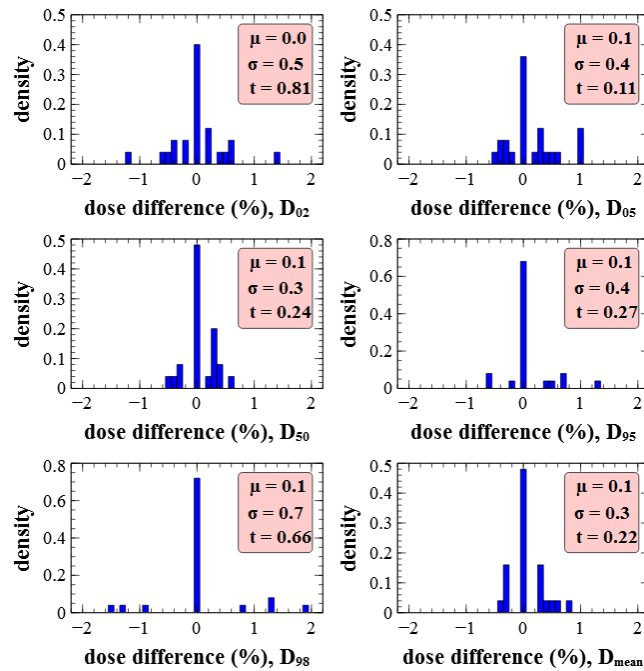 0.5
0.4
0.3
0.2
0.1
0
density
−2
−1
0
1
2
μ = 0.0
σ = 0.5
t = 0.81
dose difference (%), D02
0.5
0.4
0.3
0.2
0.1
0
density
−2
−1
0
1
2
μ = 0.1
σ = 0.4
t = 0.11
dose difference (%), D05
0.5
0.4
0.3
0.2
0.1
0
density
−2
−1
0
1
2
μ = 0.1
σ = 0.3
t = 0.24
dose difference (%), D50
0.8
0.6
0.4
0.2
0
density
−2
−1
0
1
2
μ = 0.1
σ = 0.4
t = 0.27
dose difference (%), D95
0.8
0.6
0.4
0.2
0
density
−2
−1
0
1
2
μ = 0.1
σ = 0.7
t = 0.66
dose difference (%), D98
0.5
0.4
0.3
0.2
0.1
0
density
−2
−1
0
1
2
μ = 0.1
σ = 0.3
t = 0.22
dose difference (%), Dmean